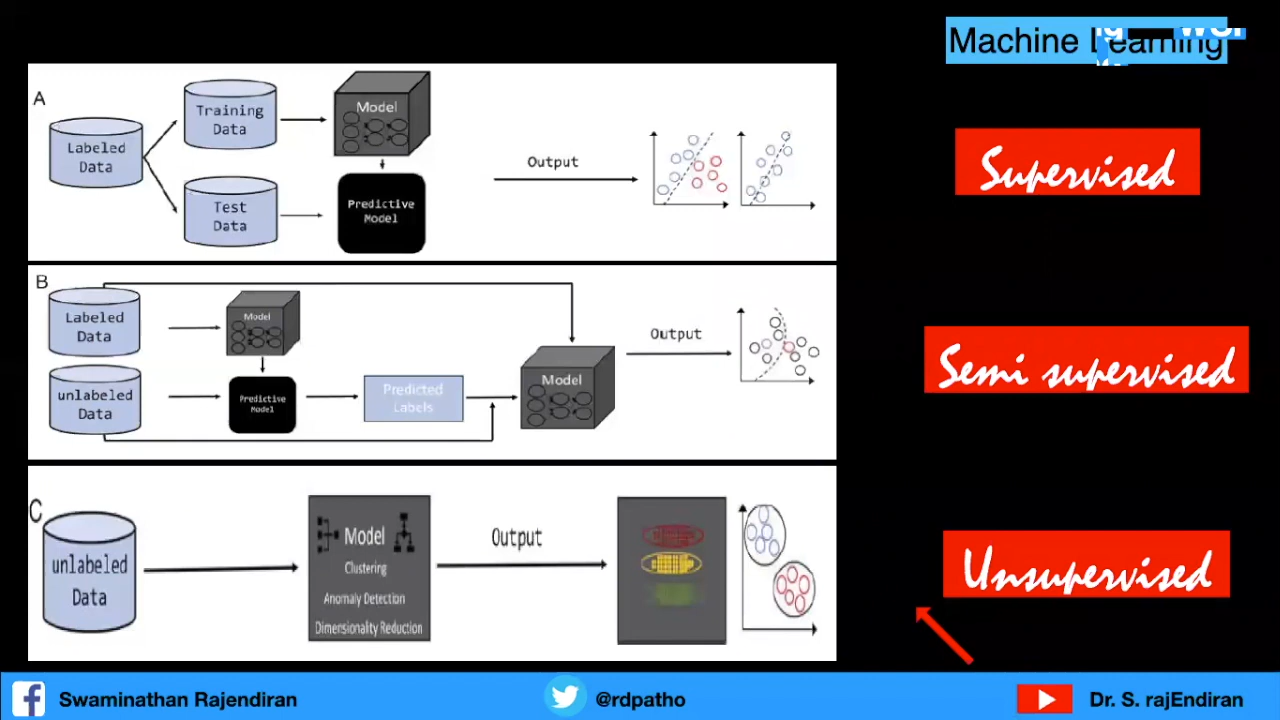 Machine Learning
A
Labeled
Data
Training
Data
Test
Data
Model
Predictive
Model
Output
Supervised
B
Labeled
Data
unlabeled
Data
Model
Predictive
Model
Predicted
Labels
Model
Output
Semi supervised
C
unlabeled
Data
Model
Clustering
Anomaly Detection
Dimensionality Reduction
Output
Unsupervised
Swaminathan Rajendiran
@rdpatho
Dr. S. rajEndiran